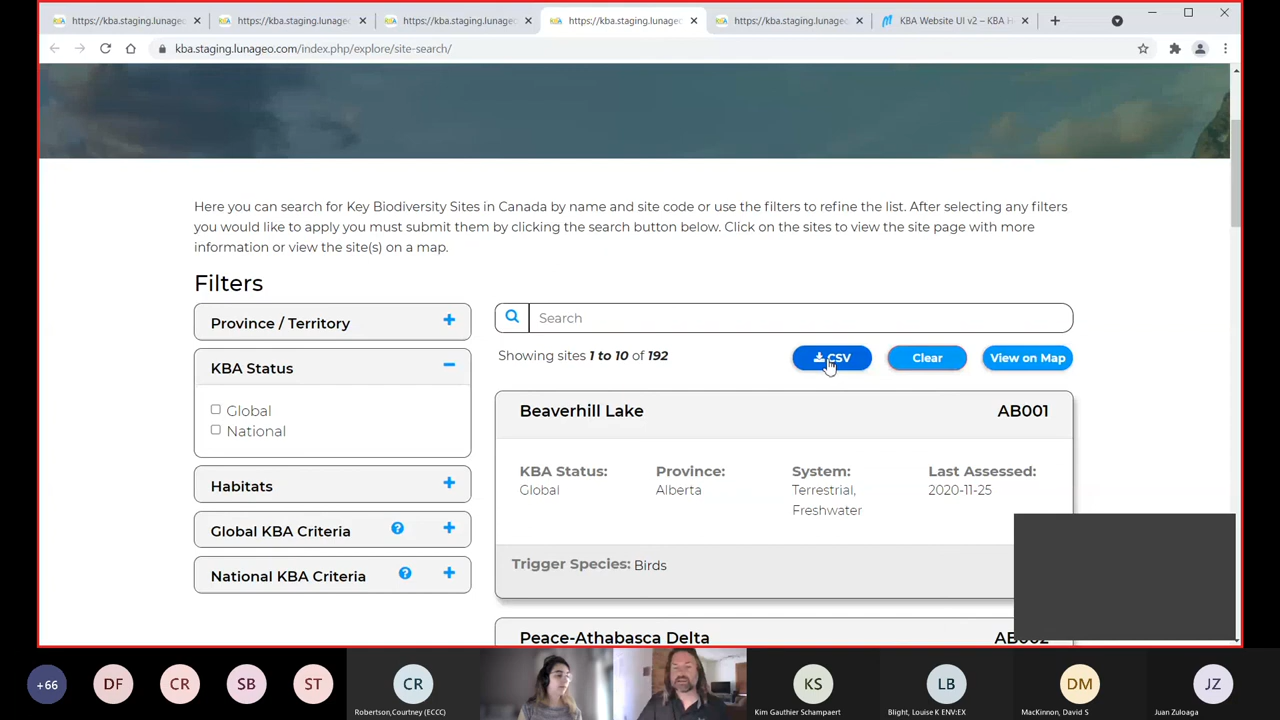 https://kba.staging.lunageo.c
https://kba.staging.lunageo.c
https://kba.staging.lunageo.c
https://kba.staging.lunageo.c
https://kba.staging.lunageo.c
KBA Website UI v2 – KBA H
kba.staging.lunageo.com/index.php/explore/site-search/
Here you can search for Key Biodiversity Sites in Canada by name and site code or use the filters to refine the list. After selecting any filters
you would like to apply you must submit them by clicking the search button below. Click on the sites to view the site page with more
information or view the site(s) on a map.
Filters
Province / Territory
Search
Showing sites 1 to 10 of 192
CSV
Clear
View on Map
KBA Status
Global
National
Habitats
Global KBA Criteria
National KBA Criteria
Beaverhill Lake
AB001
KBA Status:
Province:
System:
Last Assessed:
Global
Alberta
Terrestrial,
2020-11-25
Freshwater
Trigger Species: Birds
Peace-Athabasca Delta
AB002
+66
DF
CR
SB
ST
CR
Robertson,Courtney (ECCC)
KS
Kim Gauthier Schampaert
LB
Blight, Louise K ENV:EX
DM
MacKinnon, David S
JZ
Juan Zuloaga